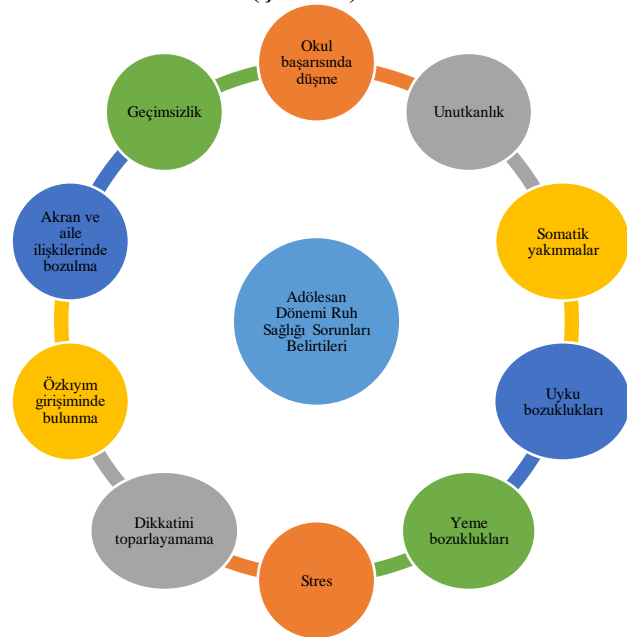 Okul
başarısında
düşme
Unutkanlık
Somatik
yakınmalar
Uyku
bozuklukları
Yeme
bozuklukları
Stres
Dikkatini
toparlayamama
Özkıyım
girişiminde
bulunma
Akran ve
aile
ilişkilerinde
bozulma
Geçimsizlik
Adölesan
Dönemi Ruh
Sağlığı Sorunları
Belirtileri